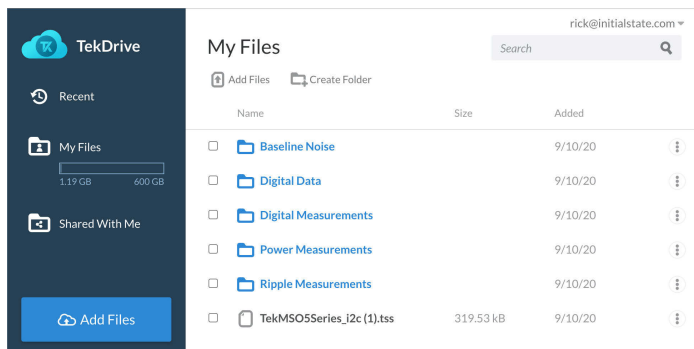 TekDrive
Recent
My Files
1.19 GB 600 GB
Shared With Me
Add Files
rick@initialstate.com
My Files
Search
Add Files Create Folder
Name Size Added
Baseline Noise 9/10/20
Digital Data 9/10/20
Digital Measurements 9/10/20
Power Measurements 9/10/20
Ripple Measurements 9/10/20
TekMSO5Series_i2c (1).tss 319.53 kB 9/10/20